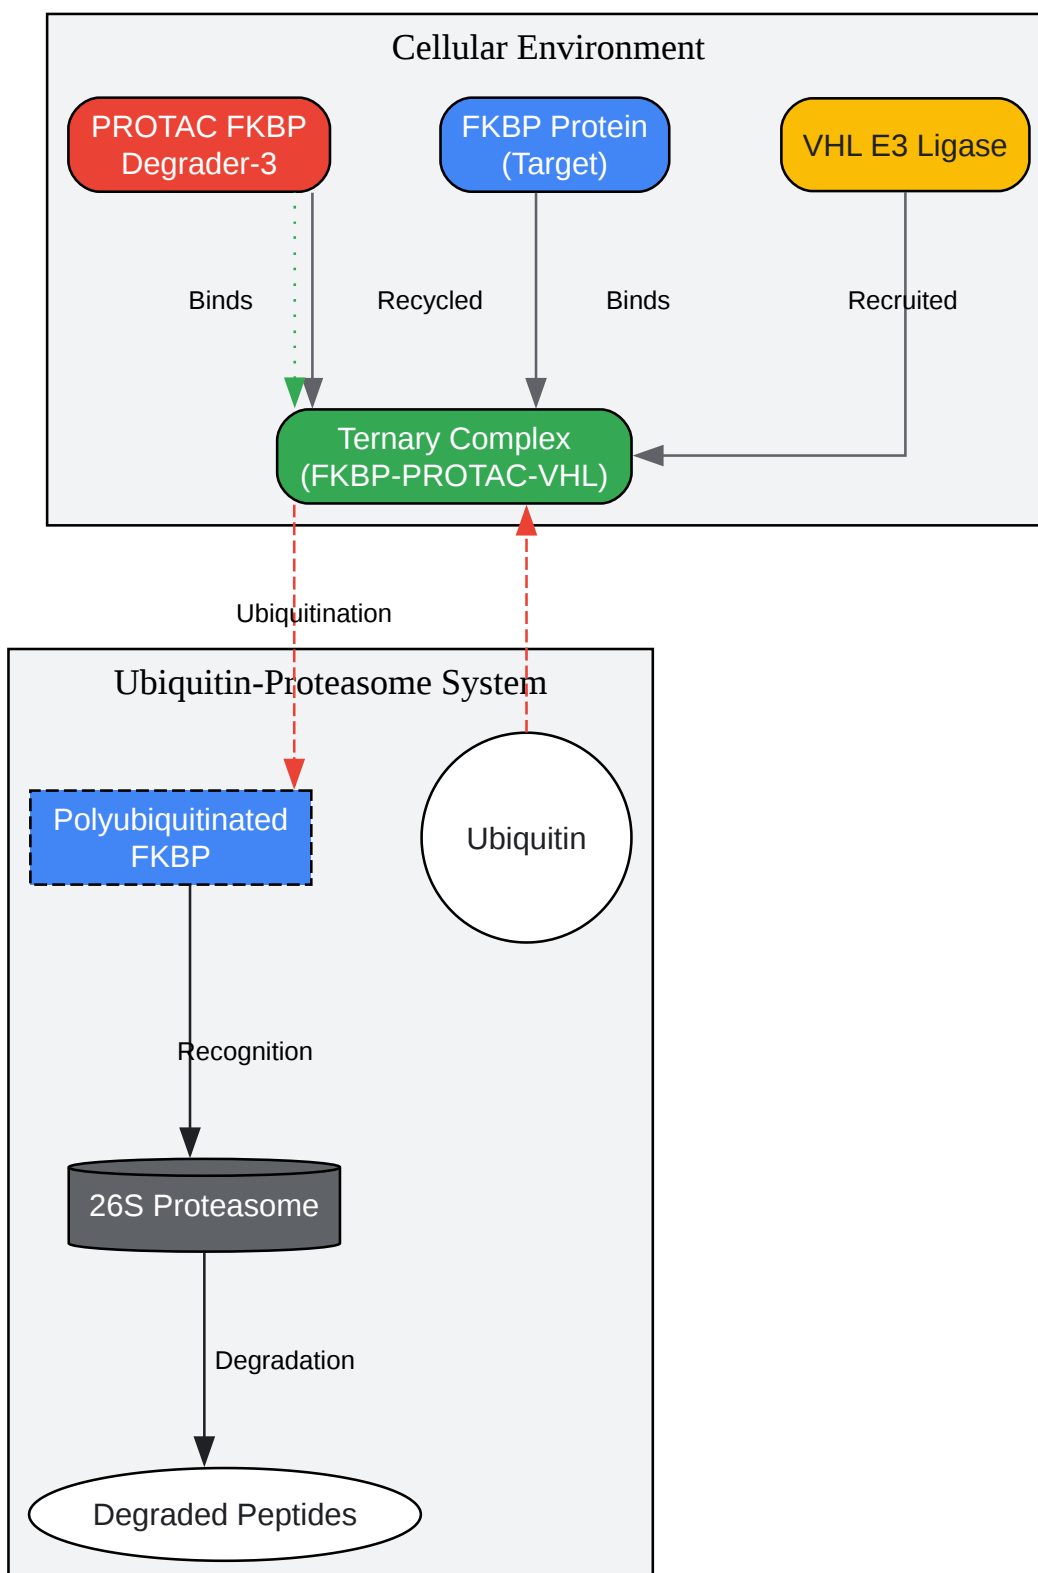 Cellular Environment
PROTAC FKBP
Degrader-3
FKBP Protein
(Target)
VHL E3 Ligase
Binds
Recycled
Binds
Recruited
Ternary Complex
(FKBP-PROTAC-VHL)
Ubiquitination
Ubiquitin-Proteasome System
Polyubiquitinated
FKBP
Ubiquitin
Recognition
26S Proteasome
Degradation
Degraded Peptides